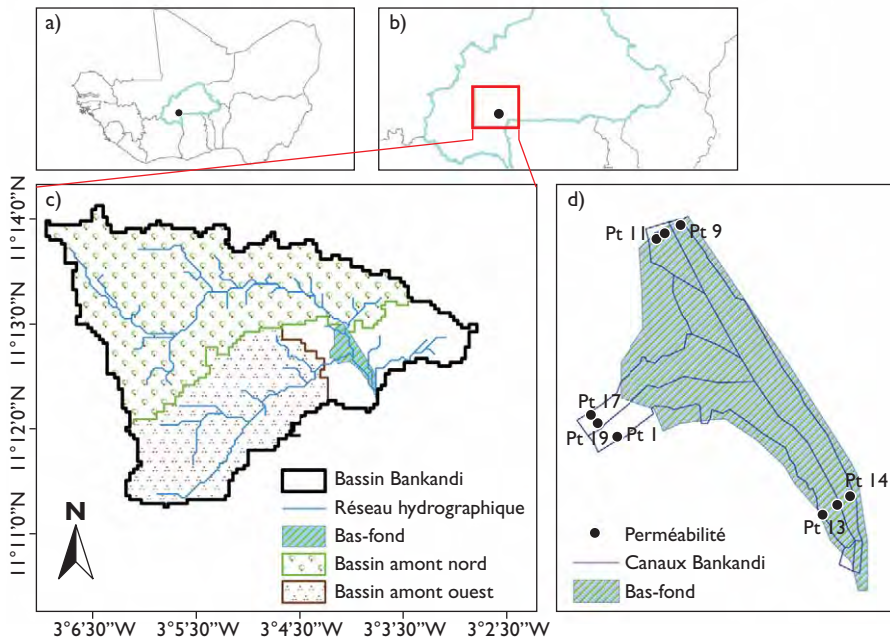 a)
b)
c)
11°14'0"N
11°13'0"N
11°12'0"N
11°11'0"N
N
Bassin Bankandi
Réseau hydrographique
Bas-fond
Bassin amont nord
Bassin amont ouest
3°6'30"W
3°5'30"W
3°4'30"W
3°3'30"W
3°2'30"W
d)
Pt 11
Pt 9
Pt 17
Pt 19
Pt 1
Pt 14
Pt 13
Perméabilité
Canaux Bankandi
Bas-fond